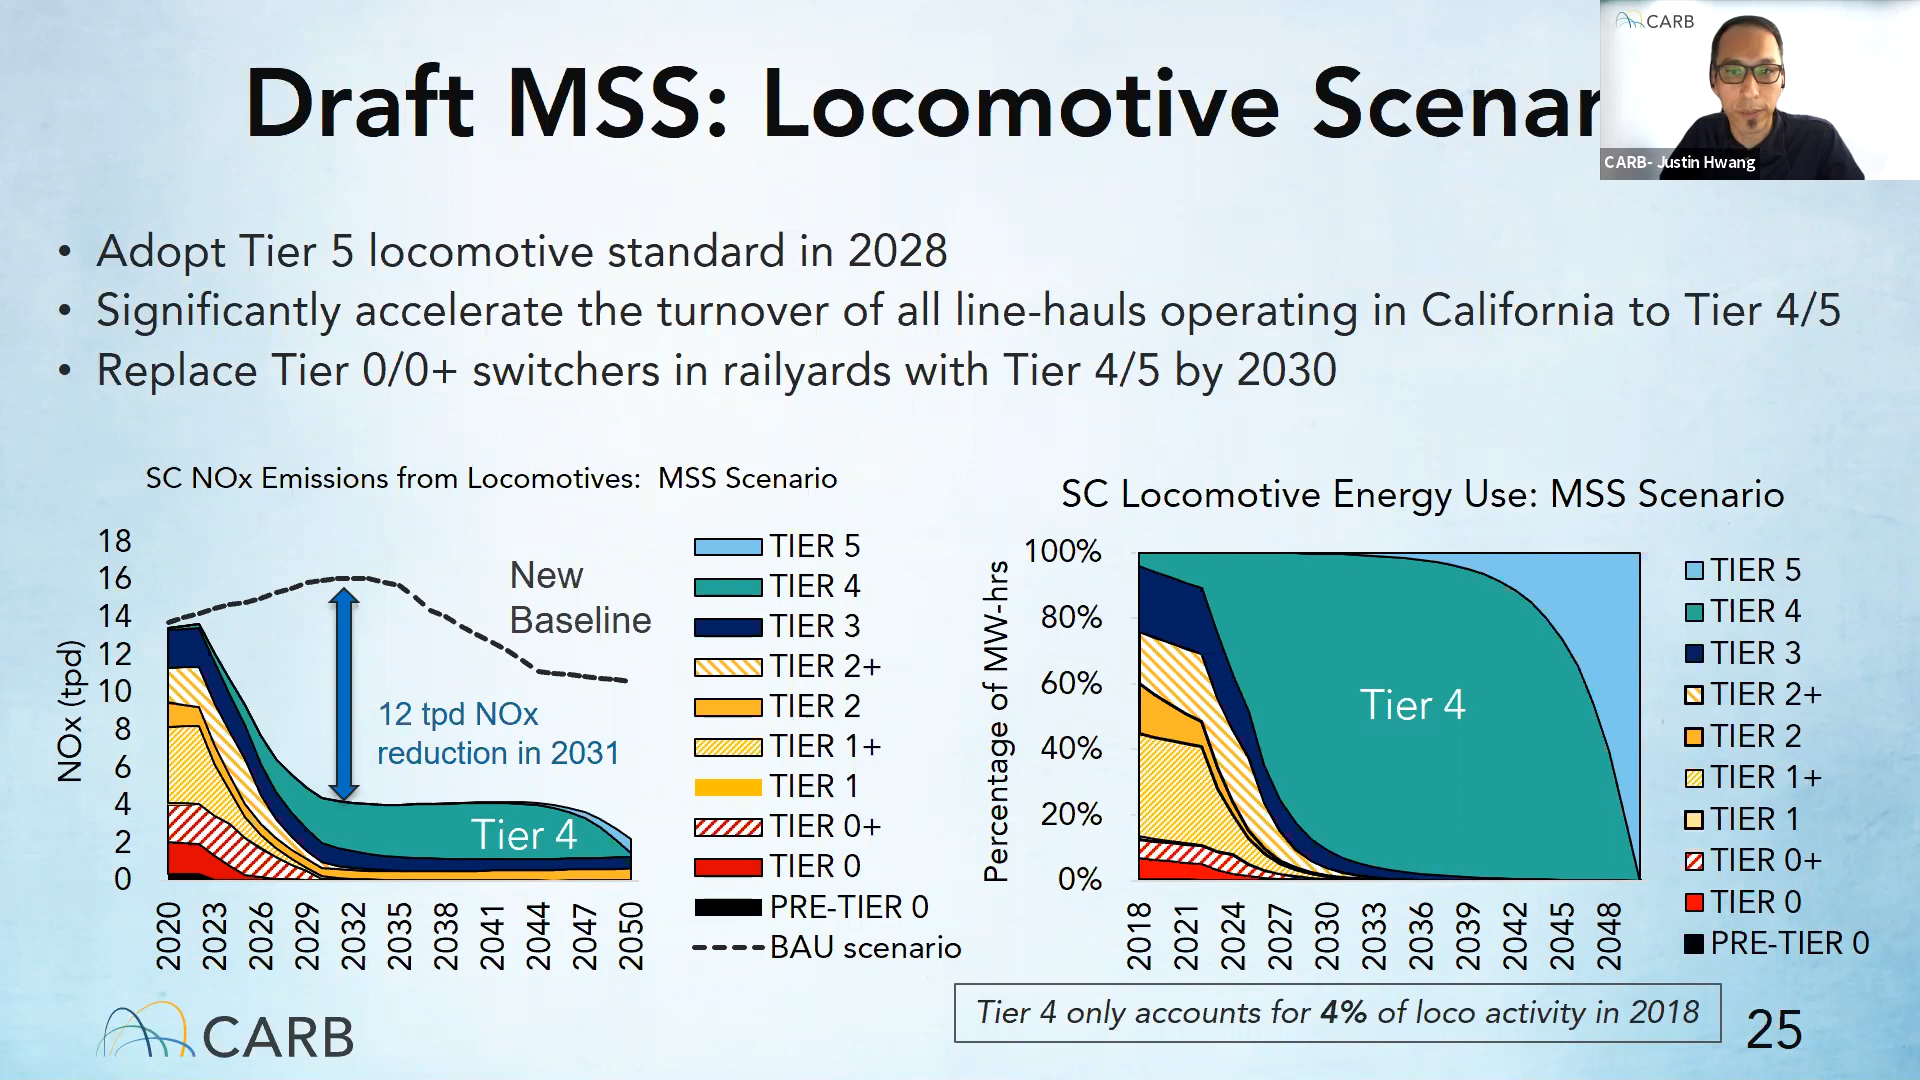 CARB
Draft MSS: Locomotive Scenar
CARB- Justin Hwang
• Adopt Tier 5 locomotive standard in 2028
• Significantly accelerate the turnover of all line-hauls operating in California to Tier 4/5
• Replace Tier 0/0+ switchers in railyards with Tier 4/5 by 2030
SC NOx Emissions from Locomotives: MSS Scenario
NOx (tpd)
18
16
14
12
10
8
6
4
2
0
New
Baseline
12 tpd NOx
reduction in 2031
Tier 4
2020
2023
2026
2029
2032
2035
2038
2041
2044
2047
2050
TIER 5
TIER 4
TIER 3
TIER 2+
TIER 2
TIER 1+
TIER 1
TIER 0+
TIER 0
PRE-TIER 0
BAU scenario
SC Locomotive Energy Use: MSS Scenario
Percentage of MW-hrs
100%
80%
60%
40%
20%
0%
Tier 4
2018
2021
2024
2027
2030
2033
2036
2039
2042
2045
2048
TIER 5
TIER 4
TIER 3
TIER 2+
TIER 2
TIER 1+
TIER 1
TIER 0+
TIER 0
PRE-TIER 0
Tier 4 only accounts for 4% of loco activity in 2018
CARB
25